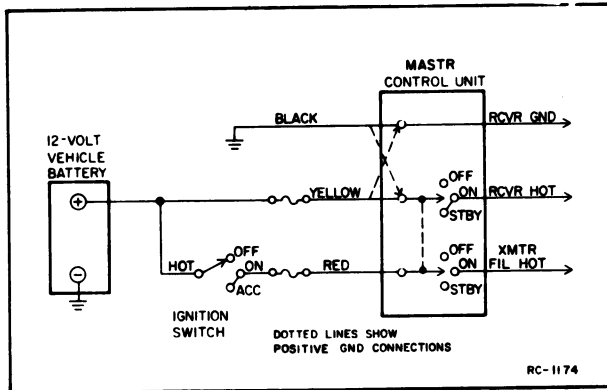 MASTR
CONTROL UNIT
BLACK
RCVR GND
12-VOLT
VEHICLE
BATTERY
+
YELLOW
OFF
ON
STBY
RCVR HOT
−
HOT
OFF
ON
ACC
RED
OFF
ON
STBY
XMTR
FIL HOT
IGNITION
SWITCH
DOTTED LINES SHOW
POSITIVE GND CONNECTIONS
RC-1174